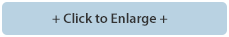 + Click to Enlarge +